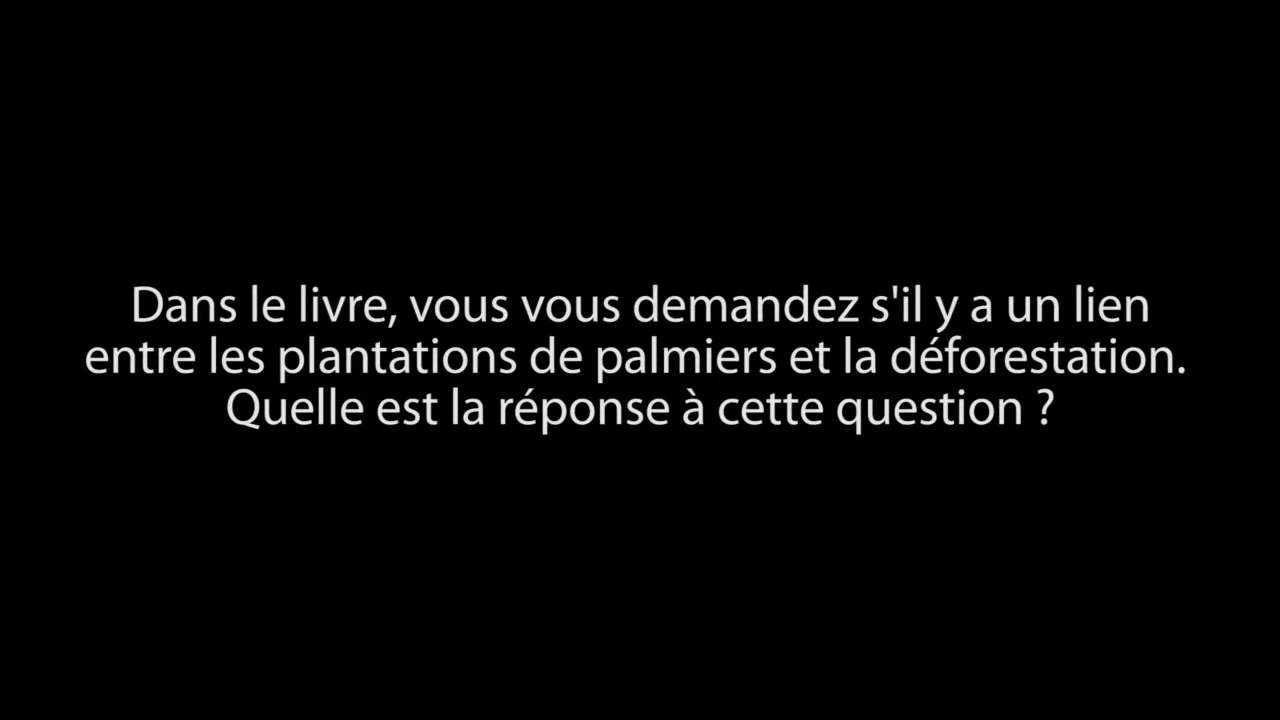 Dans le livre, vous vous demandez s'il y a un lien
entre les plantations de palmiers et la déforestation.
Quelle est la réponse à cette question ?